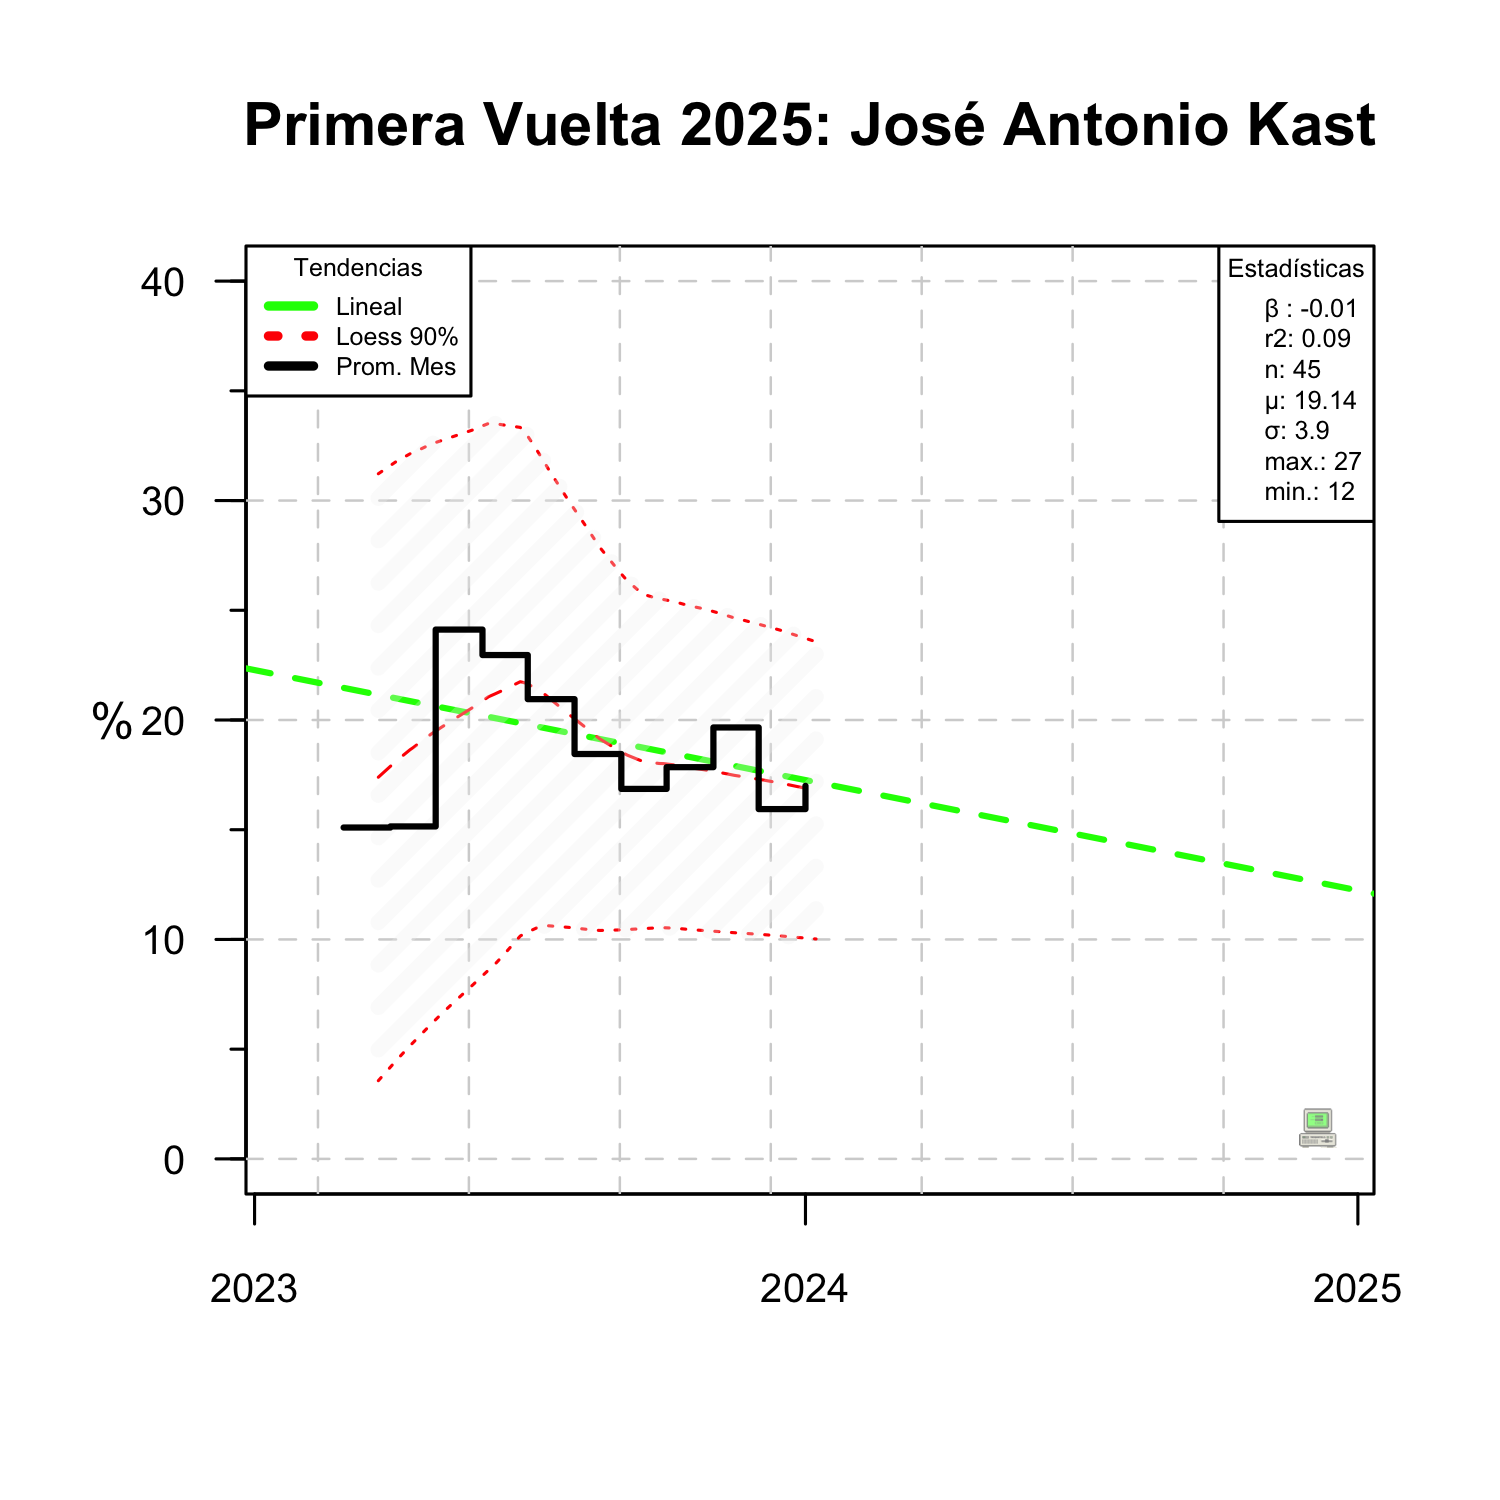 Primera Vuelta 2025: José Antonio Kast
Tendencias
Lineal
Loess 90%
Prom. Mes
Estadísticas
β : -0.01
r2: 0.09
n: 45
μ: 19.14
σ: 3.9
max.: 27
min.: 12
%
40
30
20
10
0
2023
2024
2025